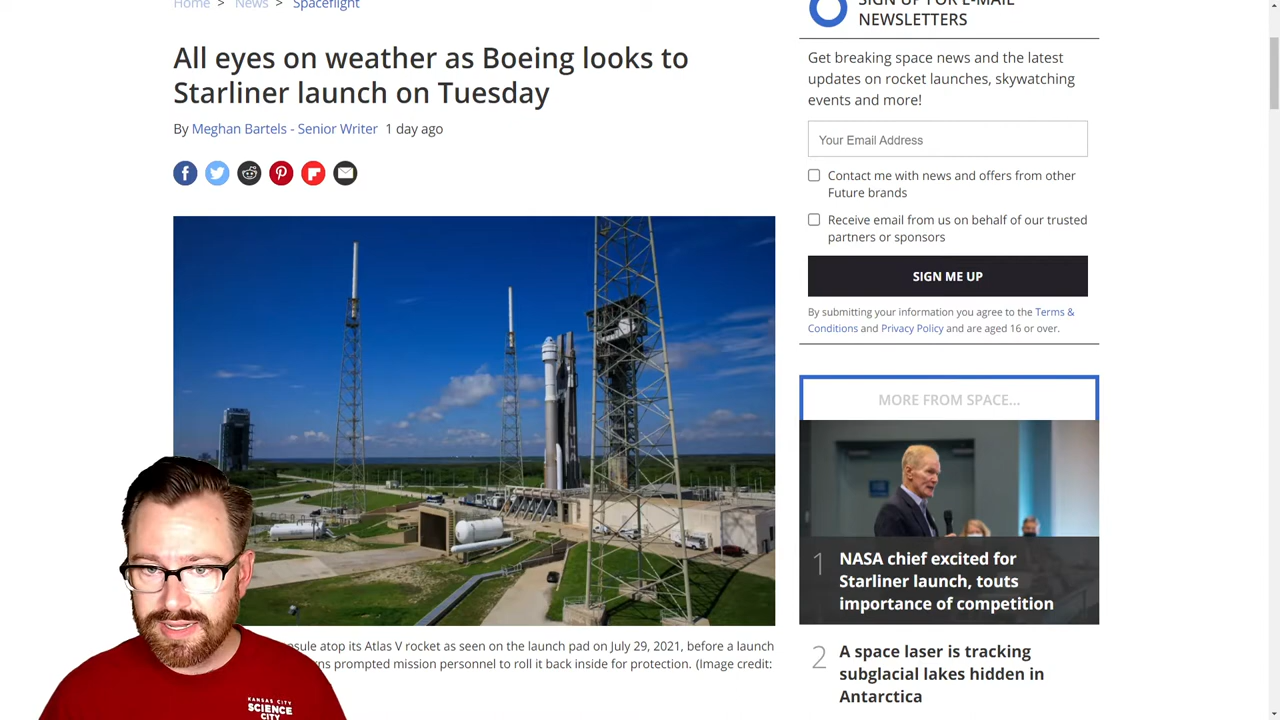 Home > News > Spaceflight
All eyes on weather as Boeing looks to
Starliner launch on Tuesday
By Meghan Bartels - Senior Writer 1 day ago
sule atop its Atlas V rocket as seen on the launch pad on July 29, 2021, before a launch
prompted mission personnel to roll it back inside for protection. (Image credit:
KANSAS CITY
SCIENCE
CITY
SIGN UP FOR E-MAIL
NEWSLETTERS
Get breaking space news and the latest
updates on rocket launches, skywatching
events and more!
Your Email Address
Contact me with news and offers from other
Future brands
Receive email from us on behalf of our trusted
partners or sponsors
SIGN ME UP
By submitting your information you agree to the Terms &
Conditions and Privacy Policy and are aged 16 or over.
MORE FROM SPACE...
1 NASA chief excited for
Starliner launch, touts
importance of competition
2 A space laser is tracking
subglacial lakes hidden in
Antarctica